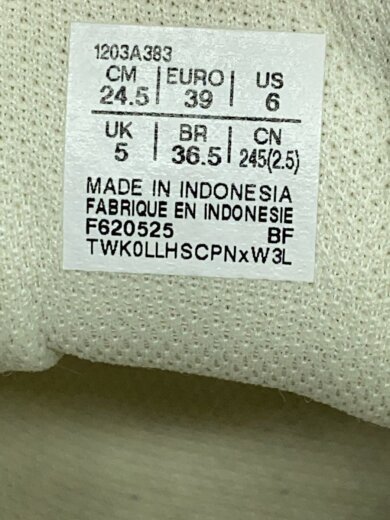 1203A383
CM | EURO | US
24.5 | 39 | 6
UK | BR | CN
5 | 36.5 | 245(2.5)
MADE IN INDONESIA
FABRIQUE EN INDONESIE
F620525 BF
TWK0LLHSCPNxW3L